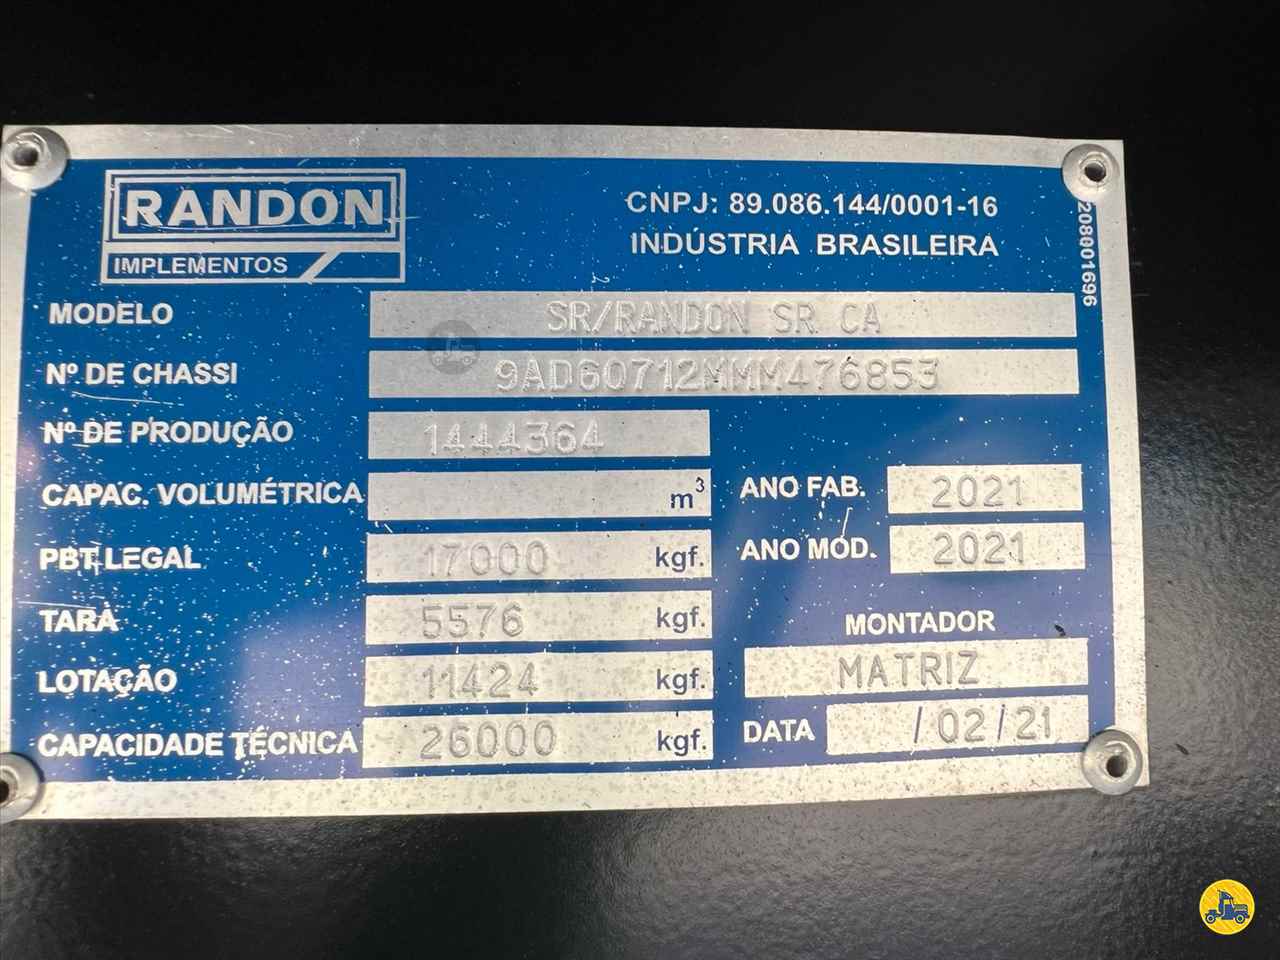 RANDON
IMPLEMENTOS
CNPJ: 89.086.144/0001-16
INDÚSTRIA BRASILEIRA
208001696
MODELO SR/RANDON SR CA
Nº DE CHASSI 9AD60712MMM476853
Nº DE PRODUÇÃO 1444364
CAPAC. VOLUMÉTRICA m³
ANO FAB. 2021
PBT LEGAL 17000 kgf.
ANO MOD. 2021
TARA 5576 kgf.
MONTADOR
LOTAÇÃO 11424 kgf.
MATRIZ
CAPACIDADE TÉCNICA 26000 kgf.
DATA /02/21